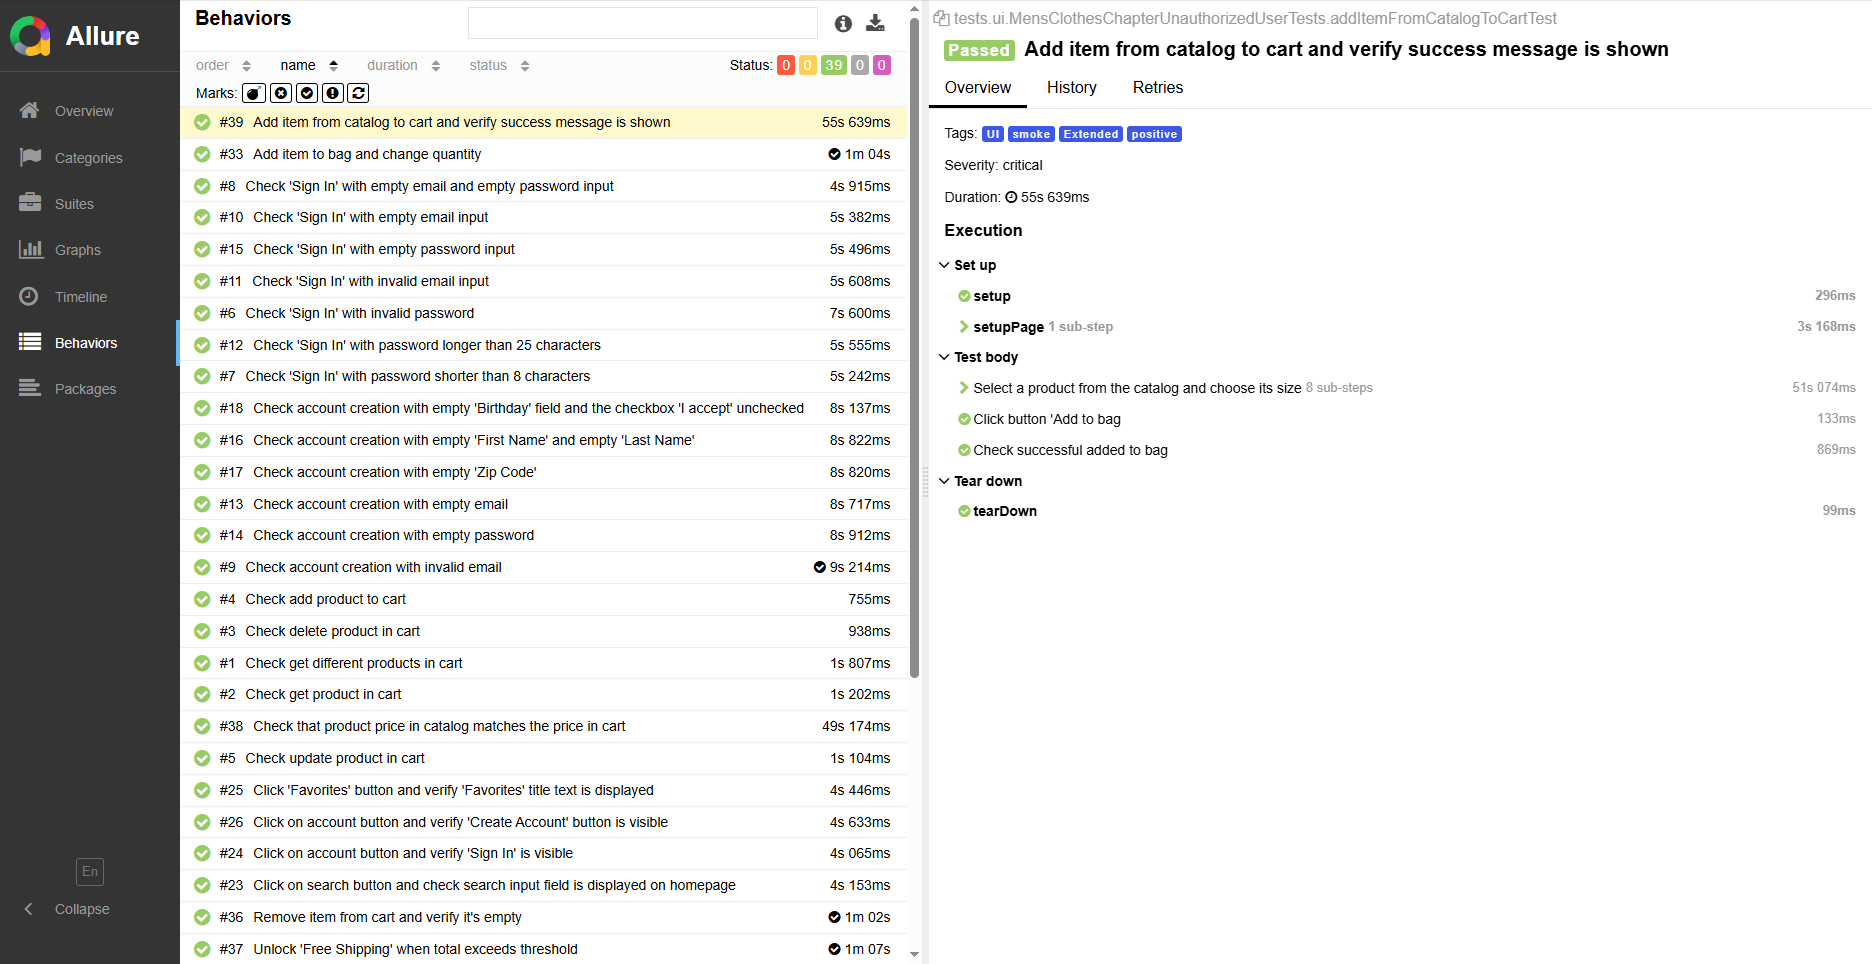 Allure
Overview
Categories
Suites
Graphs
Timeline
Behaviors
Packages
En
Collapse
Behaviors
order name duration status Status: 0 0 39 0 0
Marks:
#39 Add item from catalog to cart and verify success message is shown 55s 639ms
#33 Add item to bag and change quantity 1m 04s
#8 Check 'Sign In' with empty email and empty password input 4s 915ms
#10 Check 'Sign In' with empty email input 5s 382ms
#15 Check 'Sign In' with empty password input 5s 496ms
#11 Check 'Sign In' with invalid email input 5s 608ms
#6 Check 'Sign In' with invalid password 7s 600ms
#12 Check 'Sign In' with password longer than 25 characters 5s 555ms
#7 Check 'Sign In' with password shorter than 8 characters 5s 242ms
#18 Check account creation with empty 'Birthday' field and the checkbox 'I accept' unchecked 8s 137ms
#16 Check account creation with empty 'First Name' and empty 'Last Name' 8s 822ms
#17 Check account creation with empty 'Zip Code' 8s 820ms
#13 Check account creation with empty email 8s 717ms
#14 Check account creation with empty password 8s 912ms
#9 Check account creation with invalid email 9s 214ms
#4 Check add product to cart 755ms
#3 Check delete product in cart 938ms
#1 Check get different products in cart 1s 807ms
#2 Check get product in cart 1s 202ms
#38 Check that product price in catalog matches the price in cart 49s 174ms
#5 Check update product in cart 1s 104ms
#25 Click 'Favorites' button and verify 'Favorites' title text is displayed 4s 446ms
#26 Click on account button and verify 'Create Account' button is visible 4s 633ms
#24 Click on account button and verify 'Sign In' is visible 4s 065ms
#23 Click on search button and check search input field is displayed on homepage 4s 153ms
#36 Remove item from cart and verify it's empty 1m 02s
#37 Unlock 'Free Shipping' when total exceeds threshold 1m 07s
tests.ui.MensClothesChapterUnauthorizedUserTests.addItemFromCatalogToCartTest
Passed Add item from catalog to cart and verify success message is shown
Overview History Retries
Tags: UI smoke Extended positive
Severity: critical
Duration: 55s 639ms
Execution
Set up
setup 296ms
setupPage 1 sub-step 3s 168ms
Test body
Select a product from the catalog and choose its size 8 sub-steps 51s 074ms
Click button 'Add to bag 133ms
Check successful added to bag 869ms
Tear down
tearDown 99ms